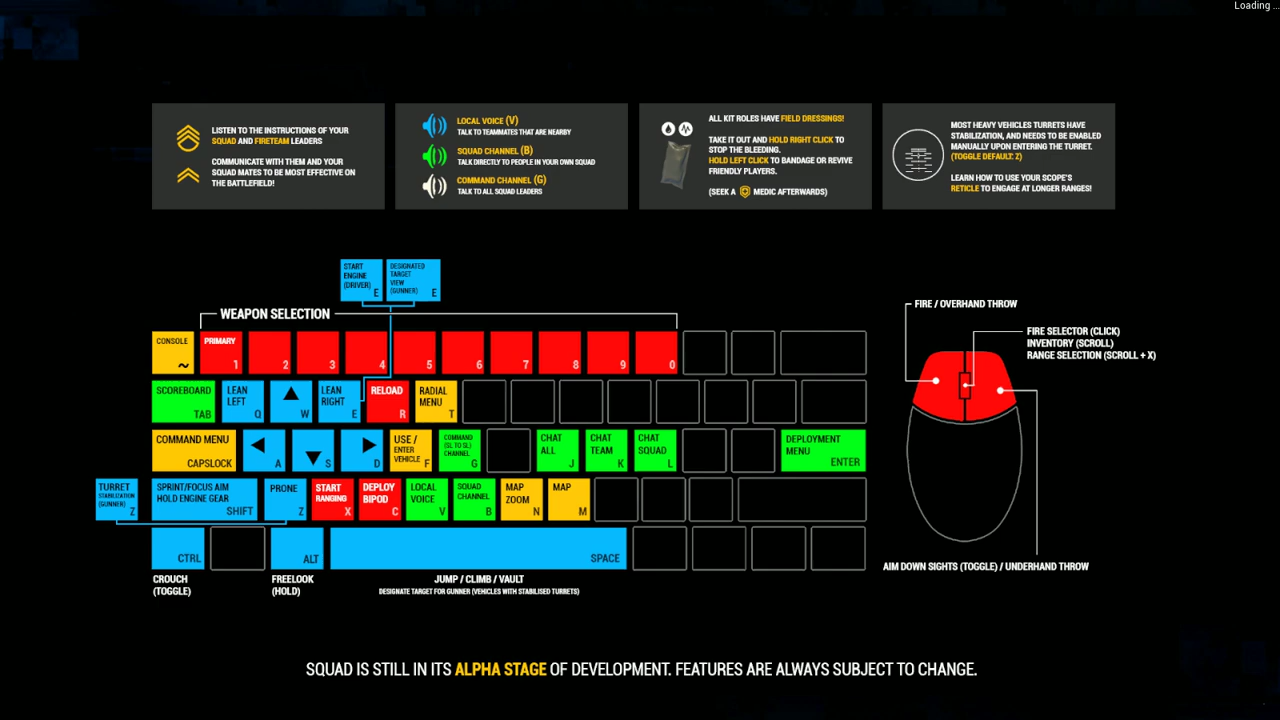 Loading ...
LISTEN TO THE INSTRUCTIONS OF YOUR
SQUAD AND FIRETEAM LEADERS
COMMUNICATE WITH THEM AND YOUR
SQUAD MATES TO BE MOST EFFECTIVE ON
THE BATTLEFIELD!
LOCAL VOICE (V)
TALK TO TEAMMATES THAT ARE NEARBY
SQUAD CHANNEL (B)
TALK DIRECTLY TO PEOPLE IN YOUR OWN SQUAD
COMMAND CHANNEL (G)
TALK TO ALL SQUAD LEADERS
ALL KIT ROLES HAVE FIELD DRESSINGS!
TAKE IT OUT AND HOLD RIGHT CLICK TO
STOP THE BLEEDING.
HOLD LEFT CLICK TO BANDAGE OR REVIVE
FRIENDLY PLAYERS.
(SEEK A MEDIC AFTERWARDS)
MOST HEAVY VEHICLES TURRETS HAVE
STABILIZATION, AND NEEDS TO BE ENABLED
MANUALLY UPON ENTERING THE TURRET.
(TOGGLE DEFAULT: Z)
LEARN HOW TO USE YOUR SCOPE'S
RETICLE TO ENGAGE AT LONGER RANGES!
START
ENGINE
(DRIVER)
E
DESIGNATED
TARGET
VIEW
(GUNNER)
E
WEAPON SELECTION
CONSOLE
~
PRIMARY
1
2
3
4
5
6
7
8
9
0
SCOREBOARD
TAB
LEAN
LEFT
Q
W
LEAN
RIGHT
E
RELOAD
R
RADIAL
MENU
T
COMMAND MENU
CAPSLOCK
A
S
D
USE /
ENTER
VEHICLE
F
COMMAND
(SL TO SL)
CHANNEL
G
CHAT
ALL
J
CHAT
TEAM
K
CHAT
SQUAD
L
DEPLOYMENT
MENU
ENTER
TURRET
STABILIZATION
(GUNNER)
Z
SPRINT/FOCUS AIM
HOLD ENGINE GEAR
SHIFT
PRONE
Z
START
RANGING
X
DEPLOY
BIPOD
C
LOCAL
VOICE
V
SQUAD
CHANNEL
B
MAP
ZOOM
N
MAP
M
CTRL
ALT
SPACE
CROUCH
(TOGGLE)
FREELOOK
(HOLD)
JUMP / CLIMB / VAULT
DESIGNATE TARGET FOR GUNNER (VEHICLES WITH STABILISED TURRETS)
FIRE / OVERHAND THROW
FIRE SELECTOR (CLICK)
INVENTORY (SCROLL)
RANGE SELECTION (SCROLL + X)
AIM DOWN SIGHTS (TOGGLE) / UNDERHAND THROW
SQUAD IS STILL IN ITS ALPHA STAGE OF DEVELOPMENT. FEATURES ARE ALWAYS SUBJECT TO CHANGE.